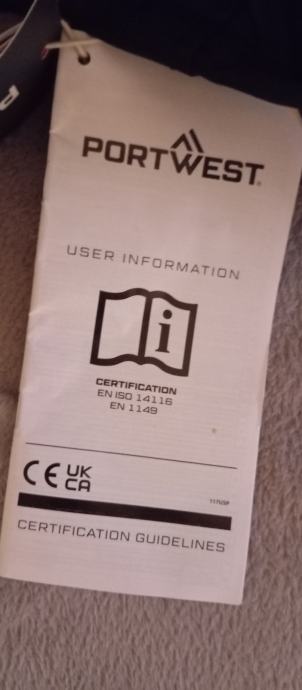 PORTWEST
USER INFORMATION
i
CERTIFICATION
EN ISO 14116
EN 1149
CE UK CA
CERTIFICATION GUIDELINES